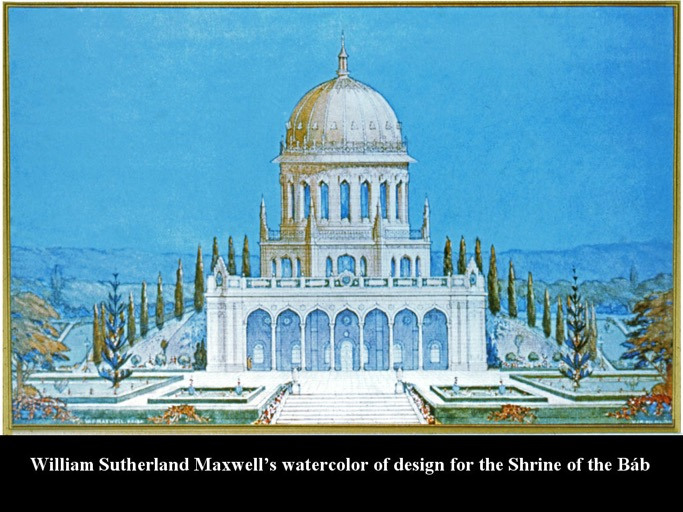 William Sutherland Maxwell’s watercolor of design for the Shrine of the Báb